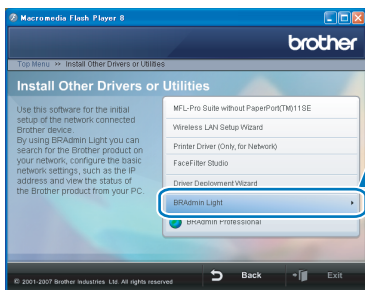 Macromedia Flash Player 8
brother
Top Menu >> Install Other Drivers or Utilities
Install Other Drivers or Utilities
Use this software for the initial
setup of the network connected
Brother device.
By using BRAdmin Light you can
search for the Brother product on
your network, configure the basic
network settings, such as the IP
address and view the status of
the Brother product from your PC.
MFL-Pro Suite without PaperPort(TM)11SE
Wireless LAN Setup Wizard
Printer Driver (Only, for Network)
FaceFilter Studio
Driver Deployment Wizard
BRAdmin Light
BRAdmin Professional
© 2001-2007 Brother Industries Ltd. All rights reserved
Back
Exit